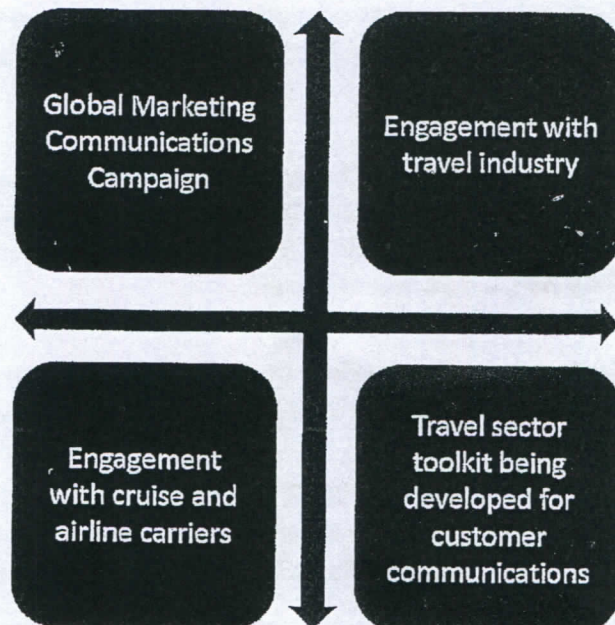 Global Marketing
Communications
Campaign
Engagement with
travel industry
Engagement
with cruise and
airline carriers
Travel sector
toolkit being
developed for
customer
communications